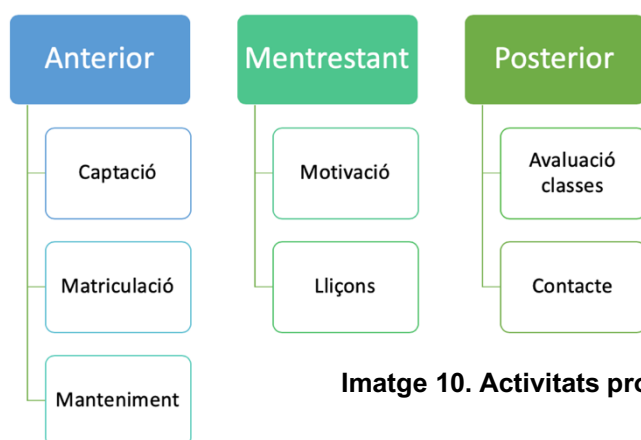 Anterior
Captació
Matriculació
Manteniment
Mentrestant
Motivació
Lliçons
Posterior
Avaluació
classes
Contacte
Imatge 10. Activitats